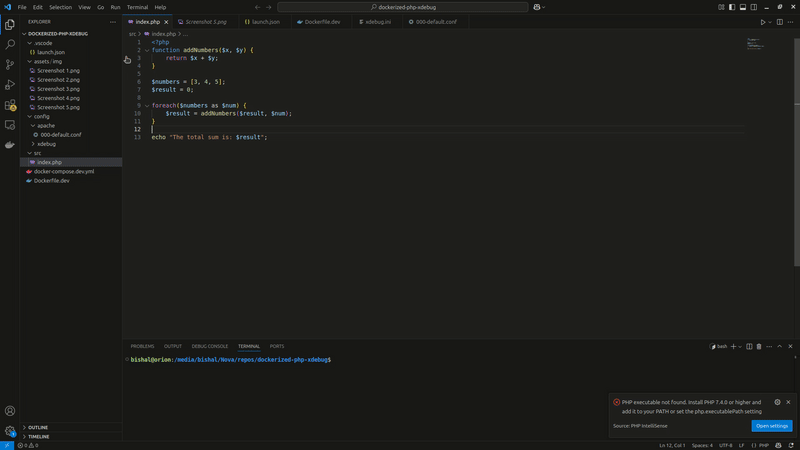 File Edit Selection View Go Run Terminal Help
dockerized-php-xdebug
EXPLORER
DOCKERIZED-PHP-XDEBUG
.vscode
launch.json
assets/img
Screenshot 1.png
Screenshot 2.png
Screenshot 3.png
Screenshot 4.png
Screenshot 5.png
config
apache
000-default.conf
xdebug
src
index.php
docker-compose.dev.yml
Dockerfile.dev
OUTLINE
TIMELINE
index.php Screenshot 5.png launch.json Dockerfile.dev xdebug.ini 000-default.conf
src > index.php > ...
1 <?php
2 function addNumbers($x, $y) {
3 return $x + $y;
4 }
5
6 $numbers = [3, 4, 5];
7 $result = 0;
8
9 foreach($numbers as $num) {
10 $result = addNumbers($result, $num);
11 }
12
13 echo "The total sum is: $result";
PROBLEMS OUTPUT DEBUG CONSOLE TERMINAL PORTS
bash
bishal@orion:/media/bishal/Nova/repos/dockerized-php-xdebug$
PHP executable not found. Install PHP 7.4.0 or higher and
add it to your PATH or set the php.executablePath setting
Source: PHP IntelliSense
Open settings
0 0
Ln 12, Col 1 Spaces: 4 UTF-8 LF {} PHP